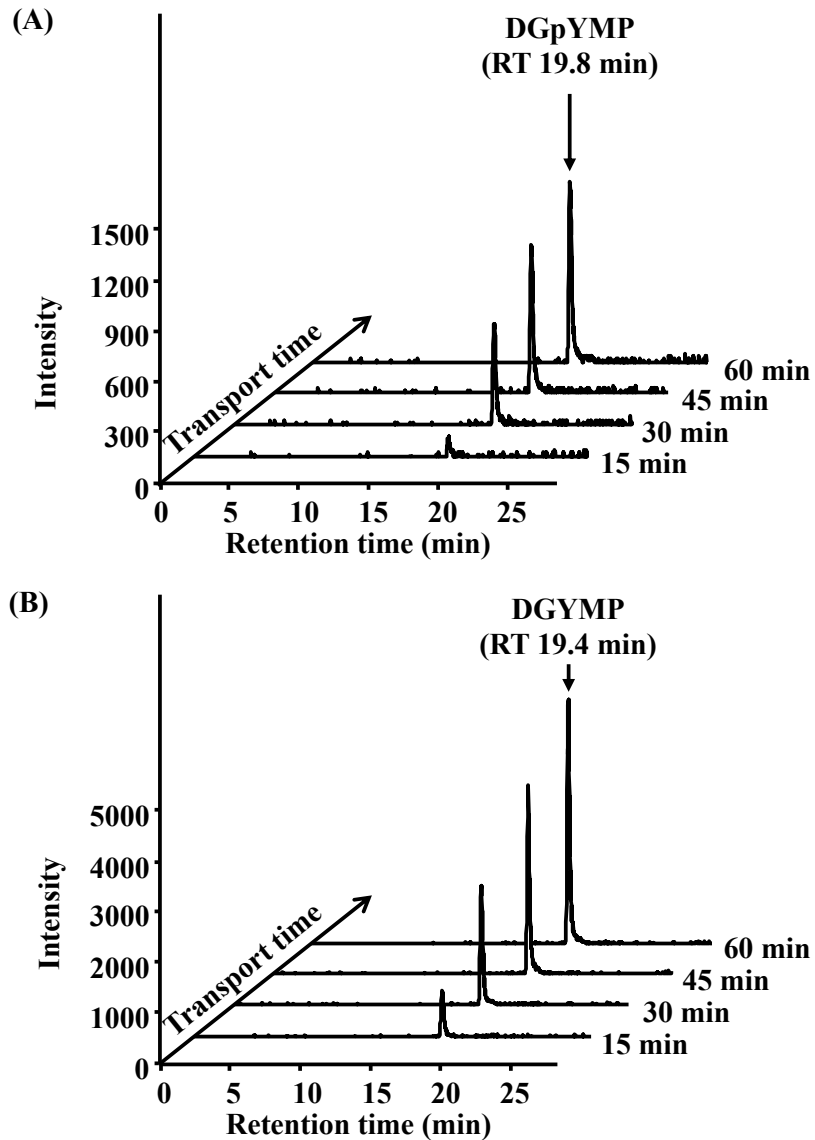 (A)
DGpYMP
(RT 19.8 min)
1500
1200
900
600
300
0
Intensity
Transport time
60 min
45 min
30 min
15 min
0 5 10 15 20 25
Retention time (min)
(B)
DGYMP
(RT 19.4 min)
5000
4000
3000
2000
1000
0
Intensity
Transport time
60 min
45 min
30 min
15 min
0 5 10 15 20 25
Retention time (min)